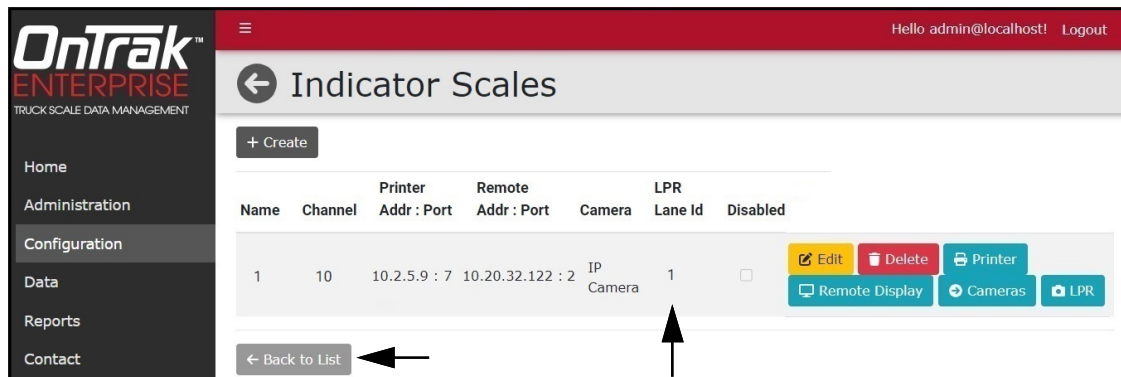 OnTrak™
ENTERPRISE
TRUCK SCALE DATA MANAGEMENT
Home
Administration
Configuration
Data
Reports
Contact
Hello admin@localhost! Logout
Indicator Scales
+ Create
Name Channel Printer Addr : Port Remote Addr : Port Camera LPR Lane Id Disabled
1 10 10.2.5.9 : 7 10.20.32.122 : 2 IP Camera 1
Edit Delete Printer
Remote Display Cameras LPR
← Back to List